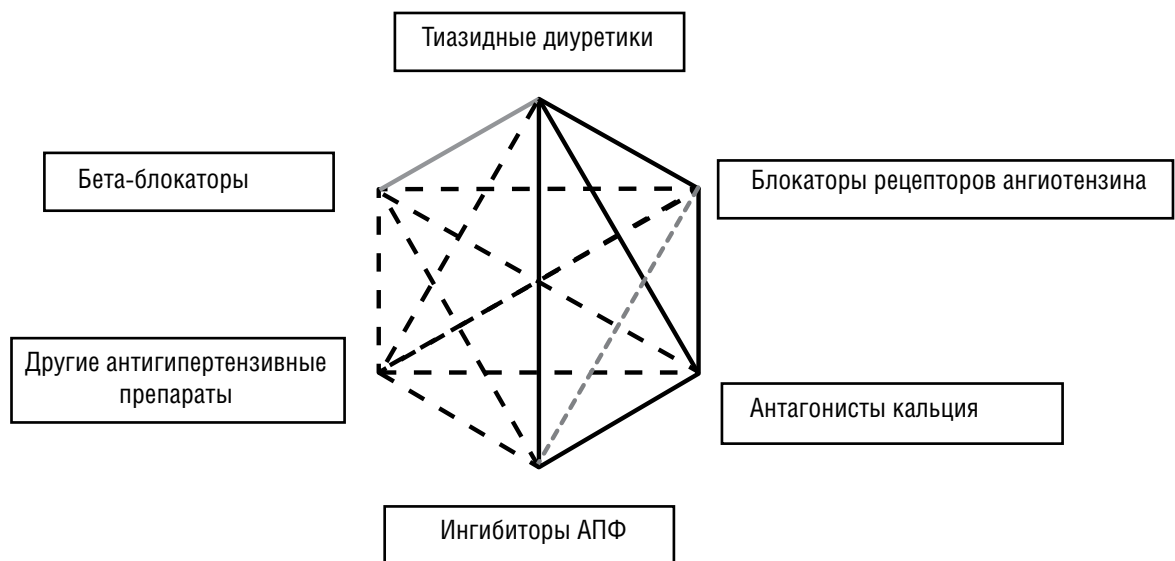 Тиазидные диуретики
Бета-блокаторы
Блокаторы рецепторов ангиотензина
Другие антигипертензивные
препараты
Антагонисты кальция
Ингибиторы АПФ